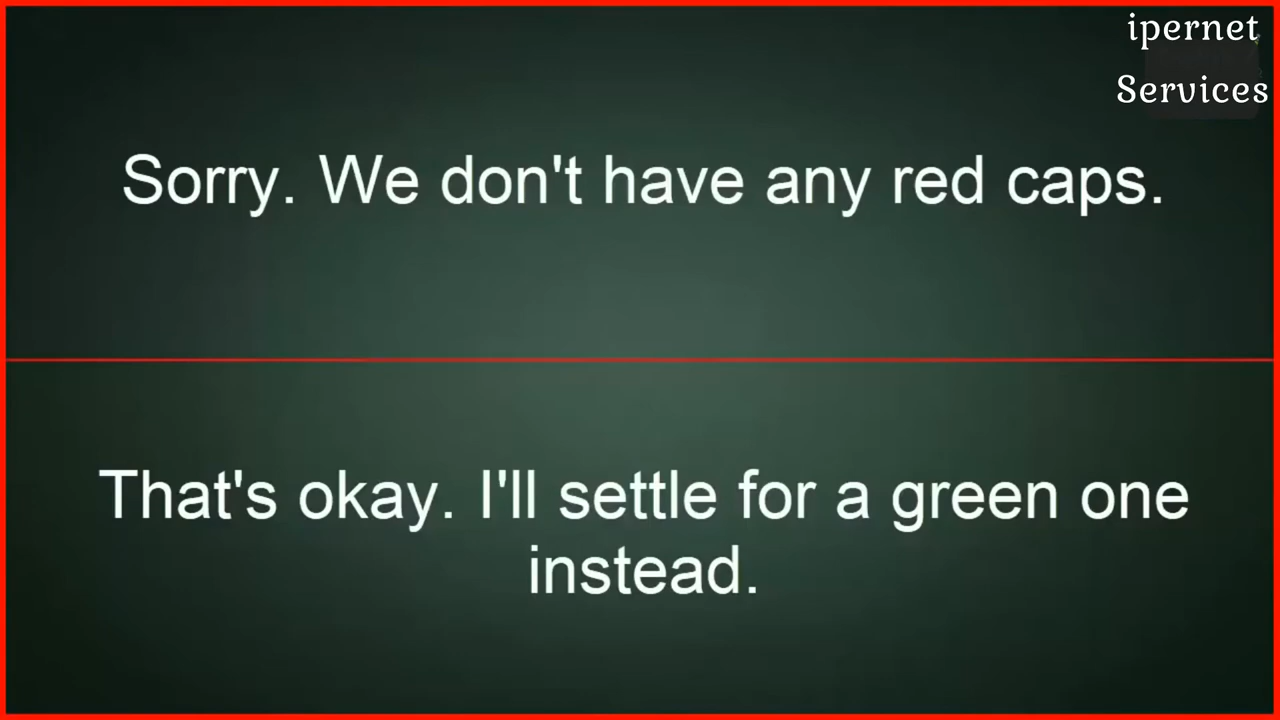 ipernet
Services
Sorry. We don't have any red caps.
That's okay. I'll settle for a green one
instead.